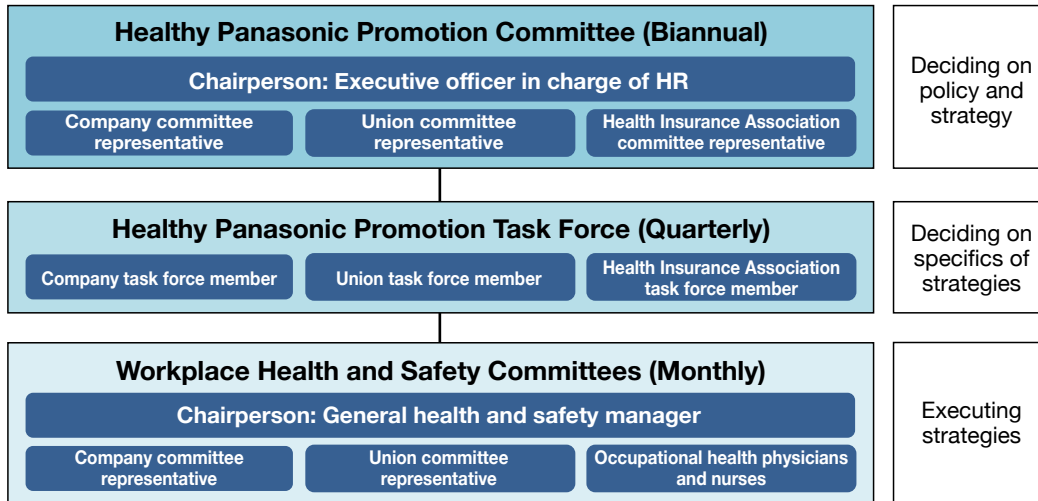 Healthy Panasonic Promotion Committee (Biannual)
Chairperson: Executive officer in charge of HR
Company committee
representative
Union committee
representative
Health Insurance Association
committee representative
Deciding on
policy and
strategy
Healthy Panasonic Promotion Task Force (Quarterly)
Company task force member
Union task force member
Health Insurance Association
task force member
Deciding on
specifics of
strategies
Workplace Health and Safety Committees (Monthly)
Chairperson: General health and safety manager
Company committee
representative
Union committee
representative
Occupational health physicians
and nurses
Executing
strategies